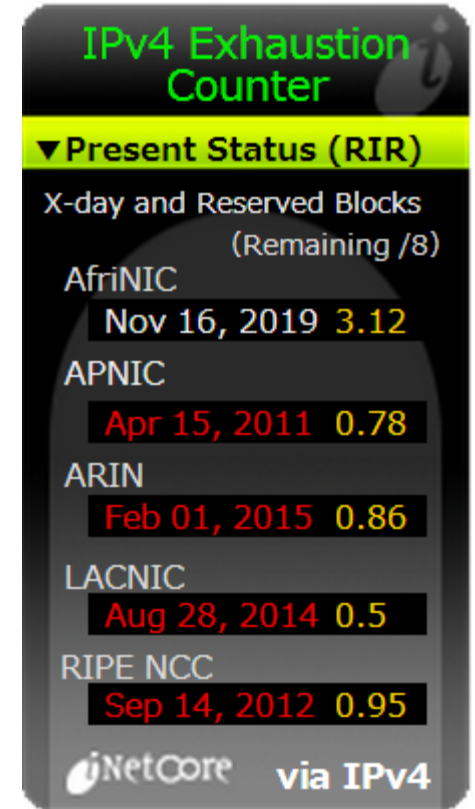 IPv4 Exhaustion
Counter
▼Present Status (RIR)
X-day and Reserved Blocks
(Remaining /8)
AfriNIC
Nov 16, 2019 3.12
APNIC
Apr 15, 2011 0.78
ARIN
Feb 01, 2015 0.86
LACNIC
Aug 28, 2014 0.5
RIPE NCC
Sep 14, 2012 0.95
iNetCore via IPv4